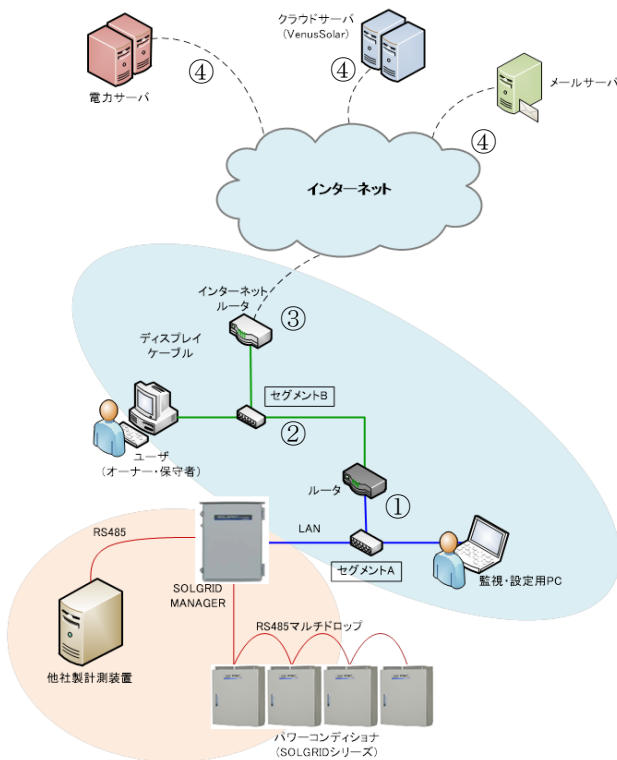 クラウドサーバ
(VenusSolar)
④
④
電力サーバ
メールサーバ
④
インターネット
インターネット
ルータ
③
ディスプレイ
ケーブル
セグメントB
②
ユーザ
(オーナー・保守者)
ルータ
①
RS485
LAN
セグメントA
監視・設定用PC
SOLGRID
MANAGER
RS485マルチドロップ
他社製計測装置
パワーコンディショナ
(SOLGRIDシリーズ)